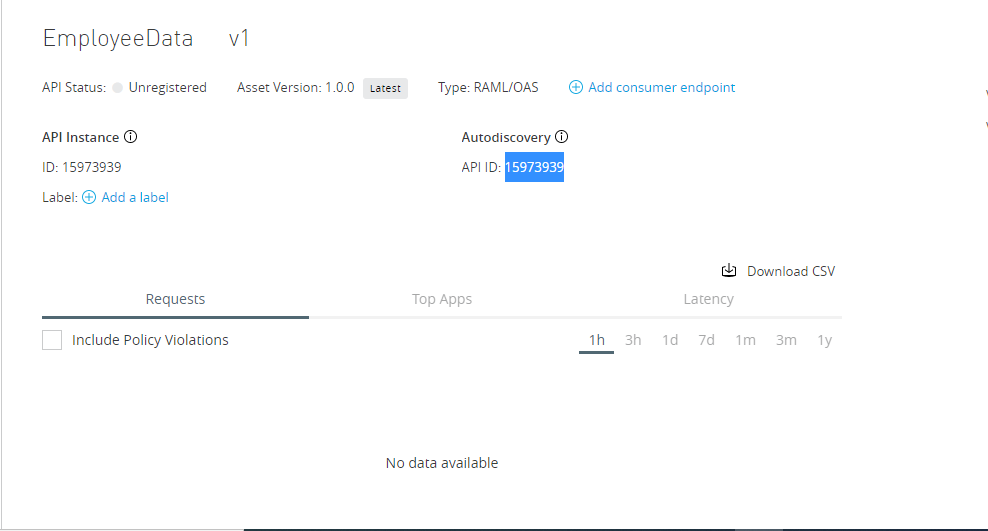 EmployeeData v1
API Status: Unregistered Asset Version: 1.0.0 Latest Type: RAML/OAS Add consumer endpoint
API Instance Autodiscovery
ID: 15973939 API ID: 15973939
Label: Add a label
Download CSV
Requests Top Apps Latency
Include Policy Violations 1h 3h 1d 7d 1m 3m 1y
No data available